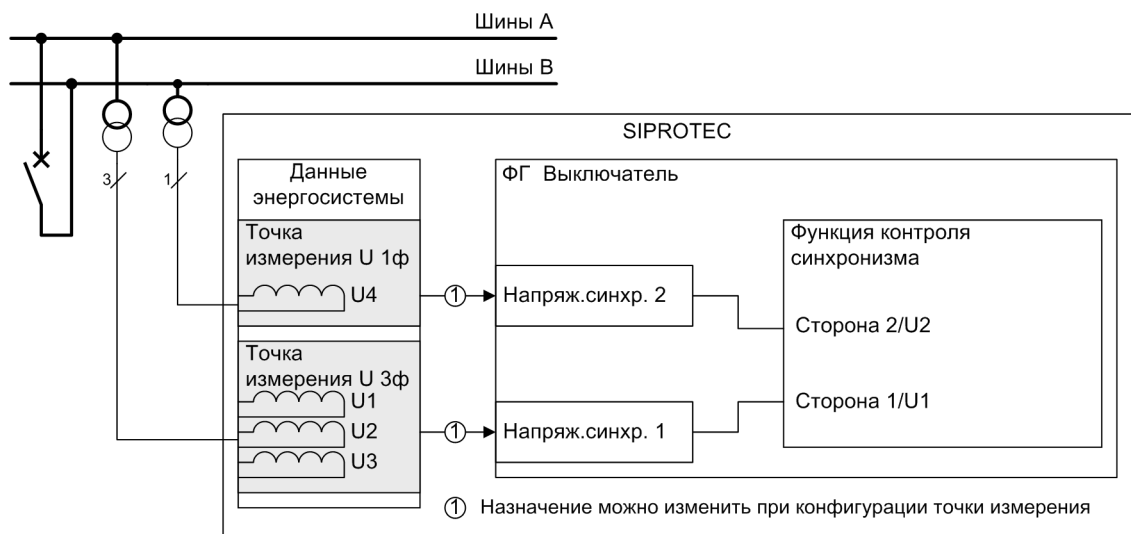 Шины A
Шины B
SIPROTEC
3
1
Данные
энергосистемы
Точка
измерения U 1ф
U4
Точка
измерения U 3ф
U1
U2
U3
1
1
ФГ Выключатель
Напряж.синхр. 2
Напряж.синхр. 1
Функция контроля
синхронизма
Сторона 2/U2
Сторона 1/U1
1 Назначение можно изменить при конфигурации точки измерения